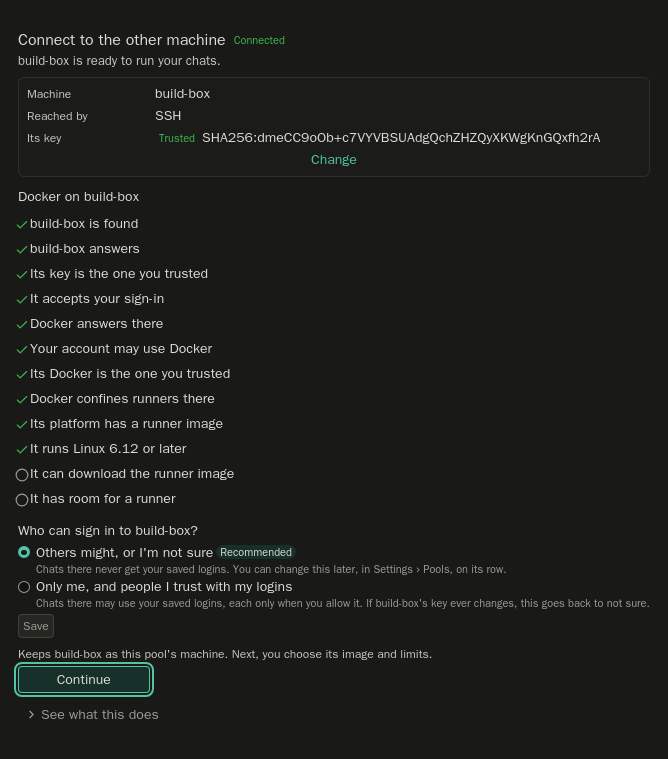 Connect to the other machine Connected
build-box is ready to run your chats.
Machine build-box
Reached by SSH
Its key Trusted SHA256:dmeCC9oOb+c7VYVBSUAdgQchZHZQyXKWgKnGQxfh2rA
Change
Docker on build-box
build-box is found
build-box answers
Its key is the one you trusted
It accepts your sign-in
Docker answers there
Your account may use Docker
Its Docker is the one you trusted
Docker confines runners there
Its platform has a runner image
It runs Linux 6.12 or later
It can download the runner image
It has room for a runner
Who can sign in to build-box?
Others might, or I'm not sure Recommended
Chats there never get your saved logins. You can change this later, in Settings › Pools, on its row.
Only me, and people I trust with my logins
Chats there may use your saved logins, each only when you allow it. If build-box's key ever changes, this goes back to not sure.
Save
Keeps build-box as this pool's machine. Next, you choose its image and limits.
Continue
See what this does